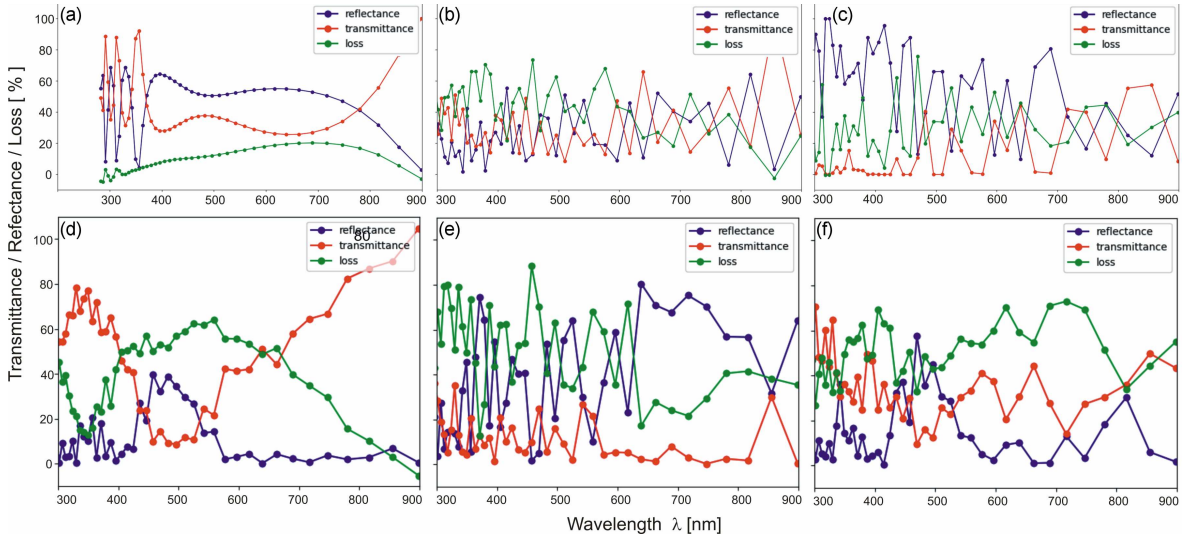 (a)
reflectance
transmittance
loss
(b)
reflectance
transmittance
loss
(c)
reflectance
transmittance
loss
100
80
60
40
20
0
300 400 500 600 700 800 900
300 400 500 600 700 800 900
300 400 500 600 700 800 900
Transmittance / Refectance / Loss [ % ]
(d)
reflectance
80
transmittance
loss
(e)
reflectance
transmittance
loss
(f)
reflectance
transmittance
loss
100
80
60
40
20
0
300 400 500 600 700 800 900
300 400 500 600 700 800 900
300 400 500 600 700 800 900
Wavelength λ [nm]